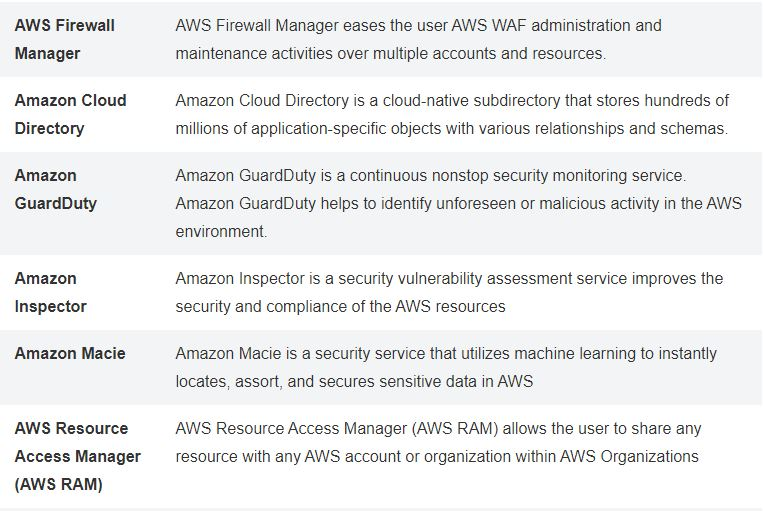 AWS Firewall
Manager
AWS Firewall Manager eases the user AWS WAF administration and
maintenance activities over multiple accounts and resources.
Amazon Cloud
Directory
Amazon Cloud Directory is a cloud-native subdirectory that stores hundreds of
millions of application-specific objects with various relationships and schemas.
Amazon
GuardDuty
Amazon GuardDuty is a continuous nonstop security monitoring service.
Amazon GuardDuty helps to identify unforeseen or malicious activity in the AWS
environment.
Amazon
Inspector
Amazon Inspector is a security vulnerability assessment service improves the
security and compliance of the AWS resources
Amazon Macie
Amazon Macie is a security service that utilizes machine learning to instantly
locates, assort, and secures sensitive data in AWS
AWS Resource
Access Manager
(AWS RAM)
AWS Resource Access Manager (AWS RAM) allows the user to share any
resource with any AWS account or organization within AWS Organizations